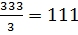 333/3 = 111